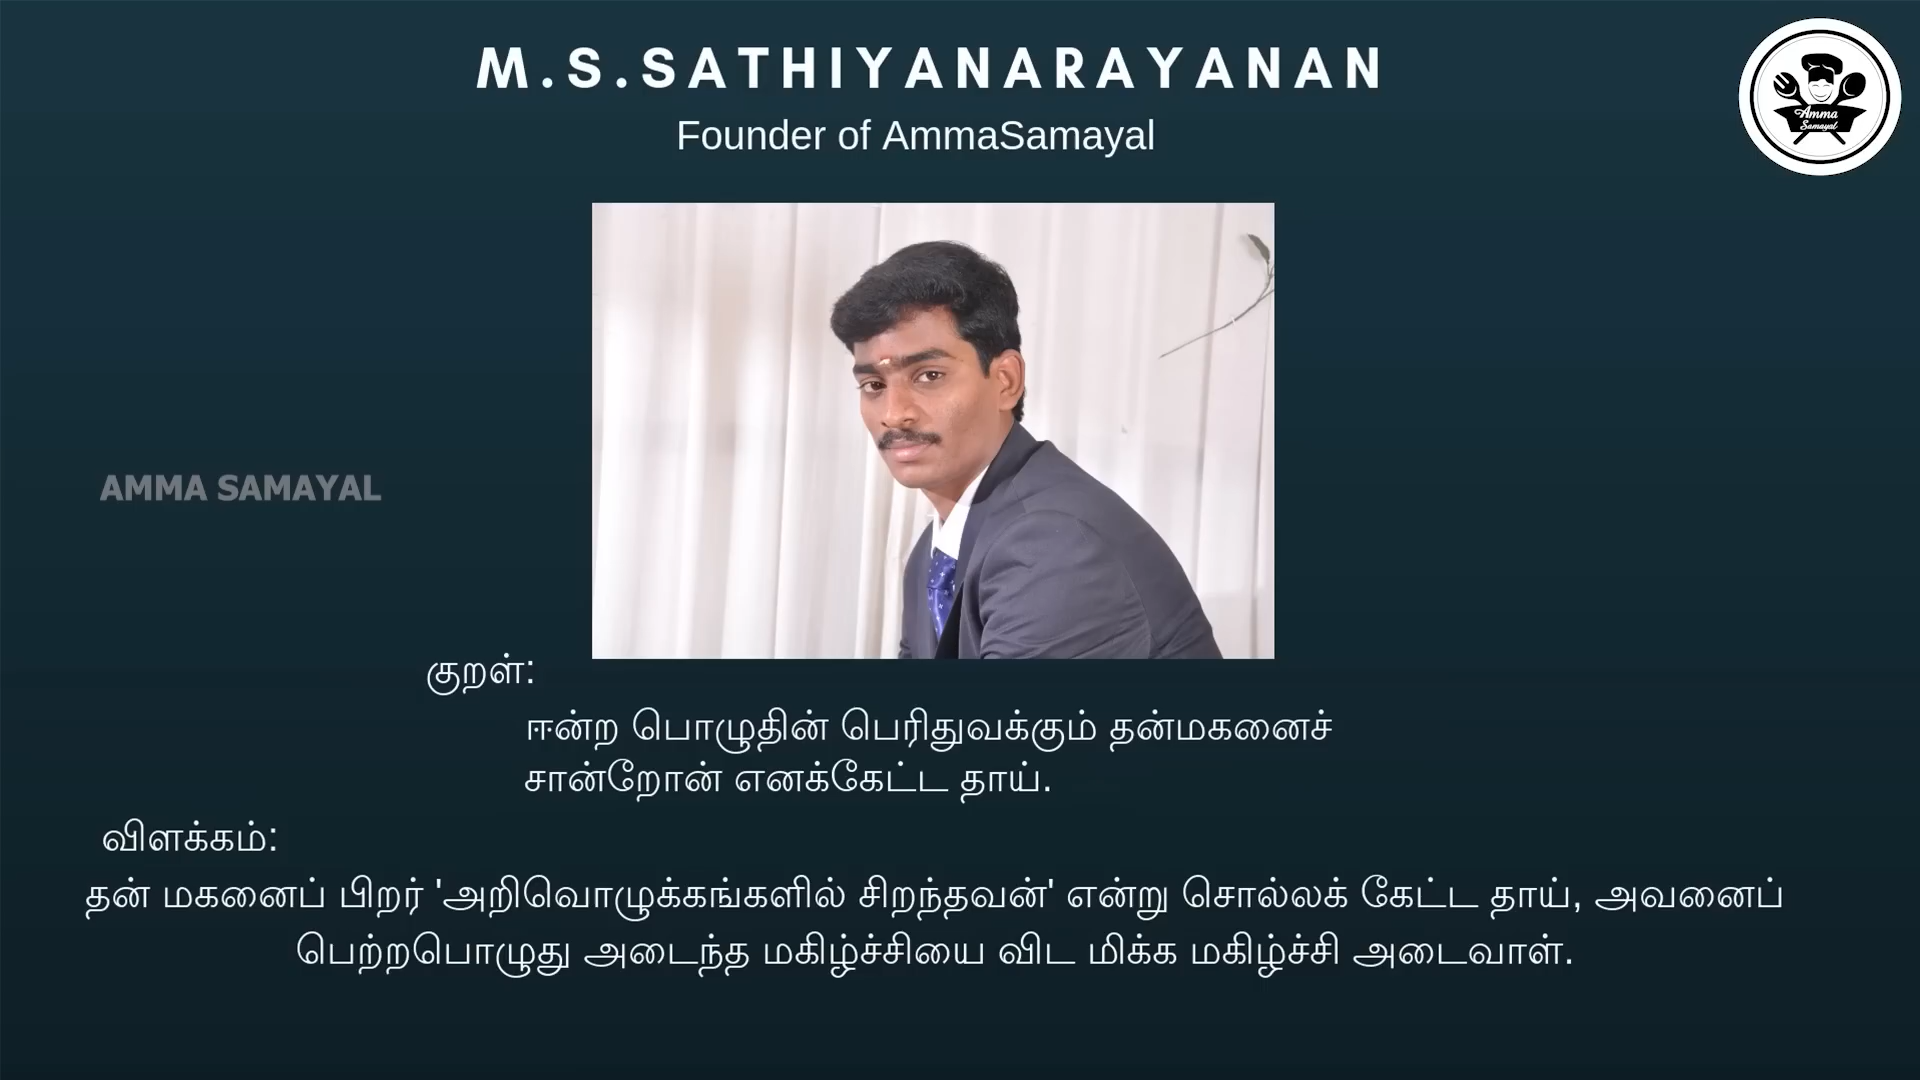 M.S.SATHIYANARAYANAN
Founder of AmmaSamayal
Amma
Samayal
AMMA SAMAYAL
குறள்:
ஈன்ற பொழுதின் பெரிதுவக்கும் தன்மகனைச்
சான்றோன் எனக்கேட்ட தாய்.
விளக்கம்:
தன் மகனைப் பிறர் 'அறிவொழுக்கங்களில் சிறந்தவன்' என்று சொல்லக் கேட்ட தாய், அவனைப்
பெற்றபொழுது அடைந்த மகிழ்ச்சியை விட மிக்க மகிழ்ச்சி அடைவாள்.